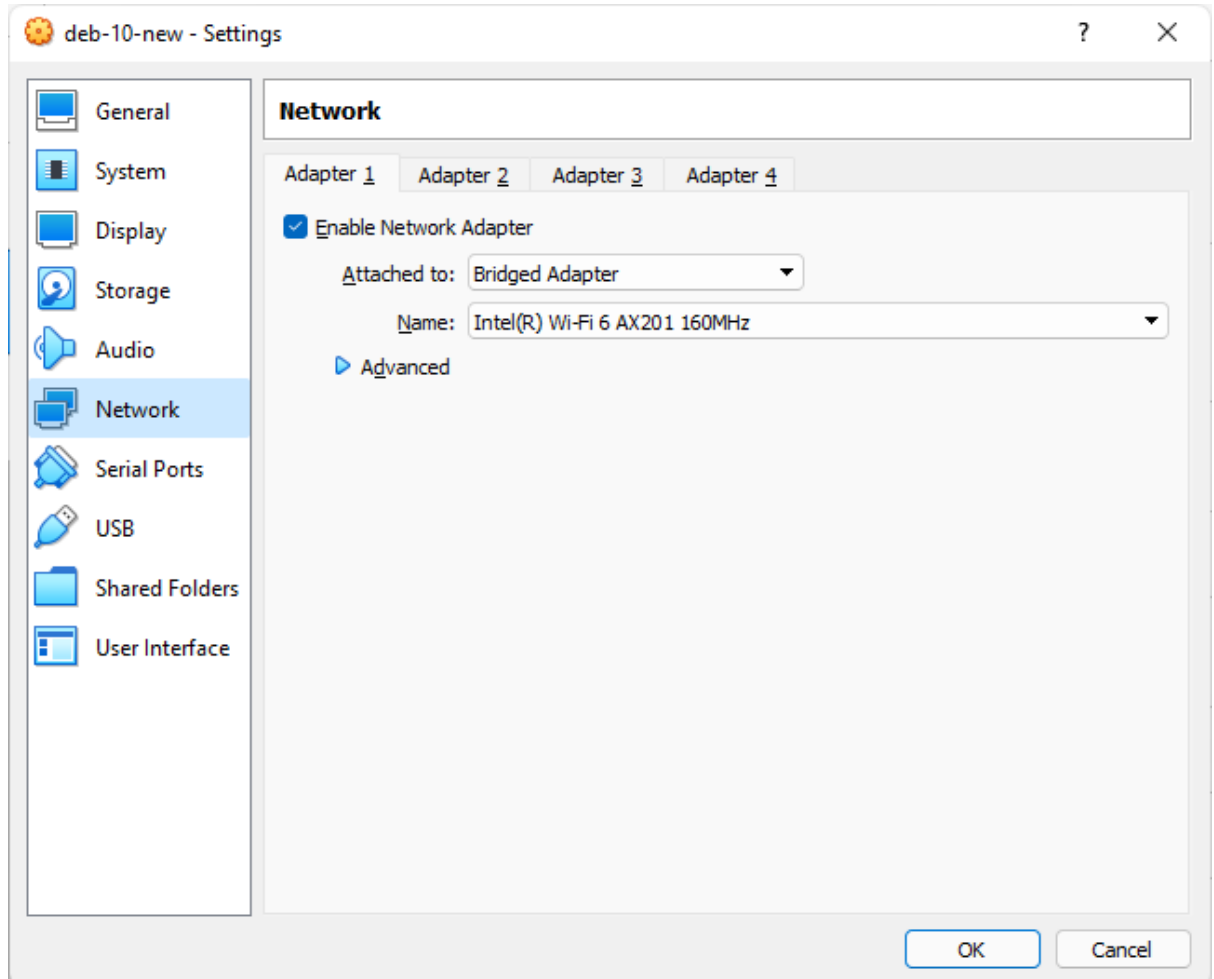 deb-10-new - Settings
?
General
System
Display
Storage
Audio
Network
Serial Ports
USB
Shared Folders
User Interface
Network
Adapter 1 Adapter 2 Adapter 3 Adapter 4
Enable Network Adapter
Attached to: Bridged Adapter
Name: Intel(R) Wi-Fi 6 AX201 160MHz
Advanced
OK Cancel